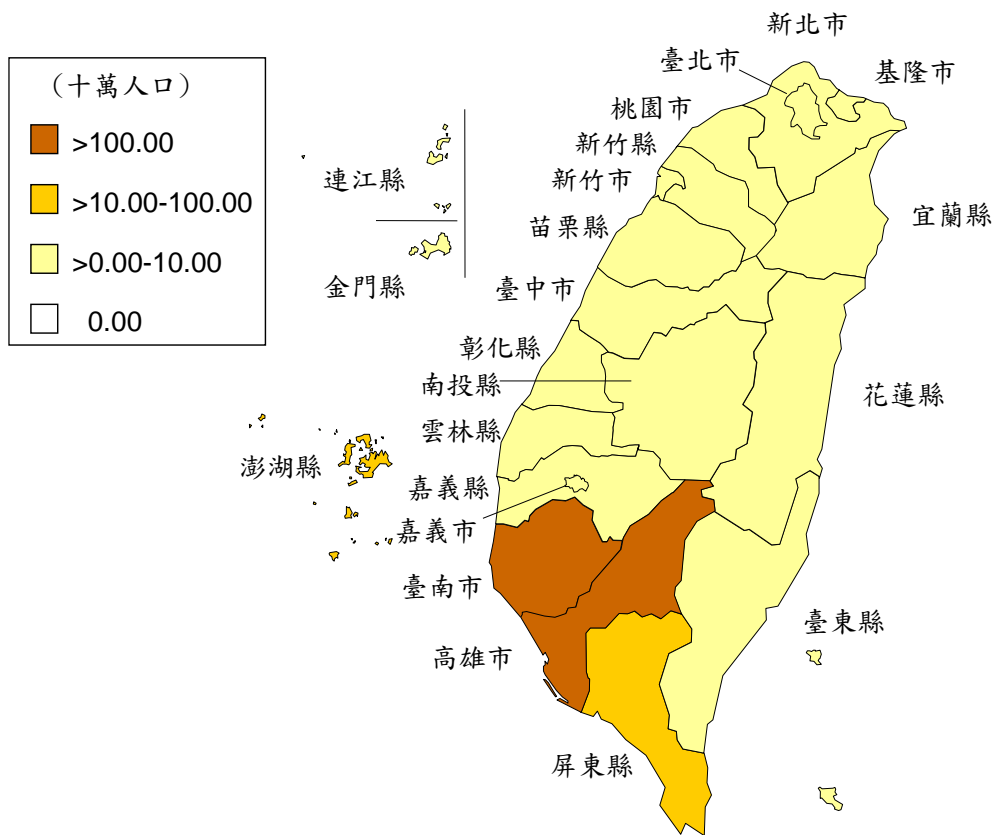 （十萬人口）
>100.00
>10.00-100.00
>0.00-10.00
0.00
新北市
臺北市
基隆市
桃園市
新竹縣
新竹市
苗栗縣
宜蘭縣
連江縣
金門縣
臺中市
彰化縣
南投縣
花蓮縣
雲林縣
澎湖縣
嘉義縣
嘉義市
臺南市
臺東縣
高雄市
屏東縣